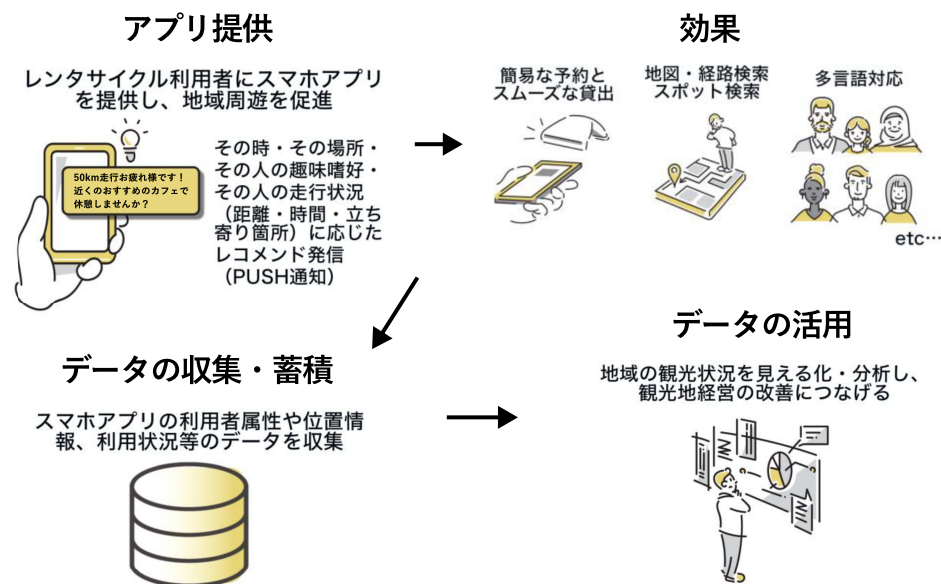 アプリ提供
レンタサイクル利用者にスマホアプリ
を提供し、地域周遊を促進
50km走行お疲れ様です！
近くのおすすめのカフェで
休憩しませんか？
その時・その場所・
その人の趣味嗜好・
その人の走行状況
（距離・時間・立ち
寄り箇所）に応じた
レコメンド発信
（PUSH通知）
効果
簡易な予約と
スムーズな貸出
地図・経路検索
スポット検索
多言語対応
etc…
データの収集・蓄積
スマホアプリの利用者属性や位置情
報、利用状況等のデータを収集
データの活用
地域の観光状況を見える化・分析し、
観光地経営の改善につなげる